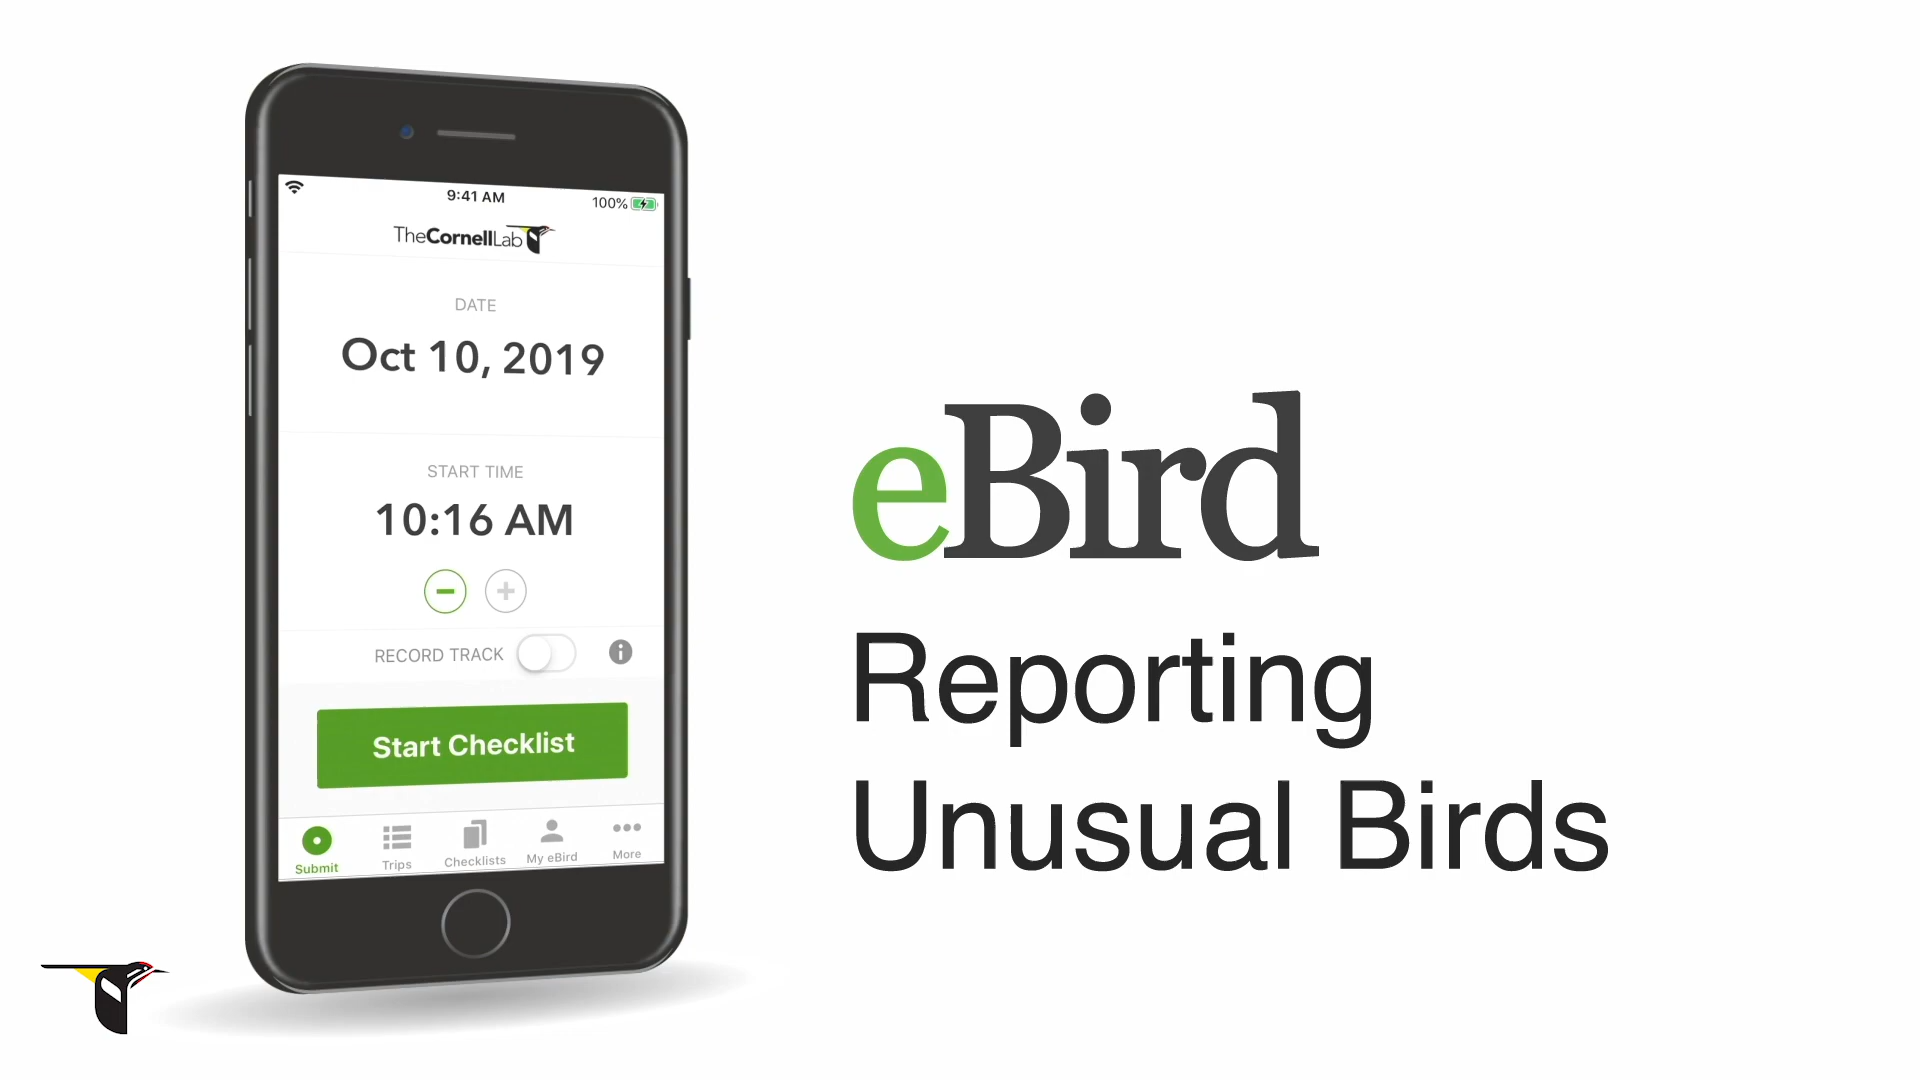 9:41 AM
100%
TheCornellLab
DATE
Oct 10, 2019
START TIME
10:16 AM
RECORD TRACK
Start Checklist
Submit
Trips
Checklists
My eBird
More
eBird
Reporting
Unusual Birds